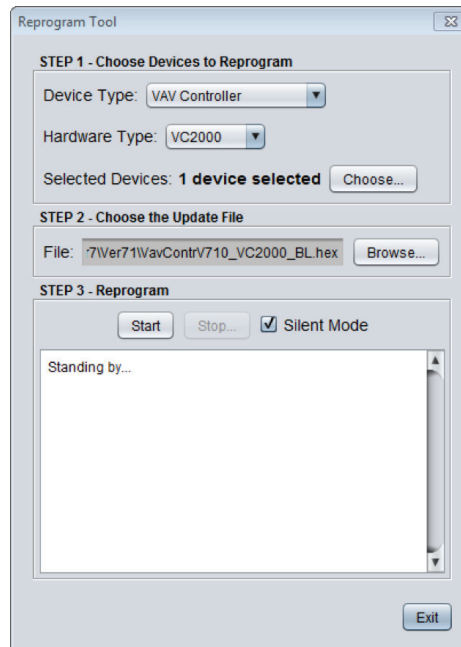 Reprogram Tool
STEP 1 - Choose Devices to Reprogram
Device Type: VAV Controller
Hardware Type: VC2000
Selected Devices: 1 device selected Choose...
STEP 2 - Choose the Update File
File: r7\Ver71\VavContrV710_VC2000_BL.hex Browse...
STEP 3 - Reprogram
Start Stop... Silent Mode
Standing by...
Exit